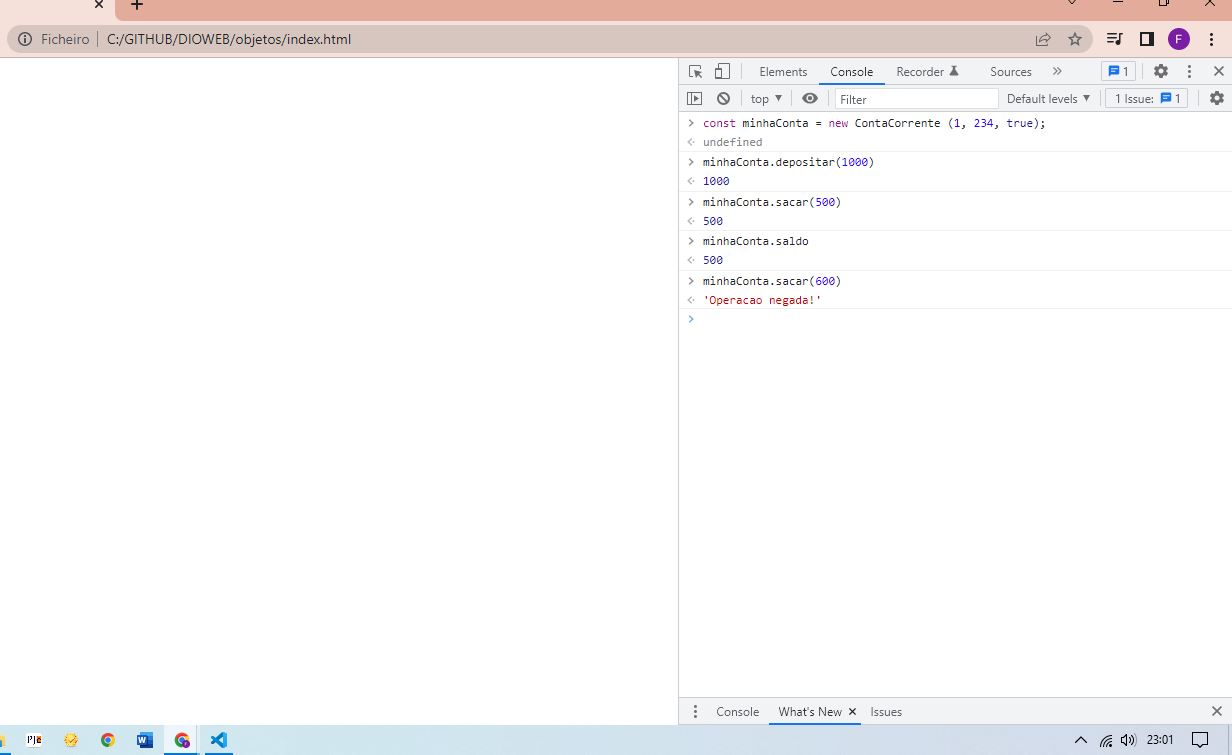 Ficheiro C:/GITHUB/DIOWEB/objetos/index.html
F
Elements Console Recorder Sources » 1
top Filter Default levels 1 Issue: 1
> const minhaConta = new ContaCorrente (1, 234, true);
undefined
> minhaConta.depositar(1000)
1000
> minhaConta.sacar(500)
500
> minhaConta.saldo
500
> minhaConta.sacar(600)
'Operacao negada!'
>
Console What's New Issues
PJe 23:01